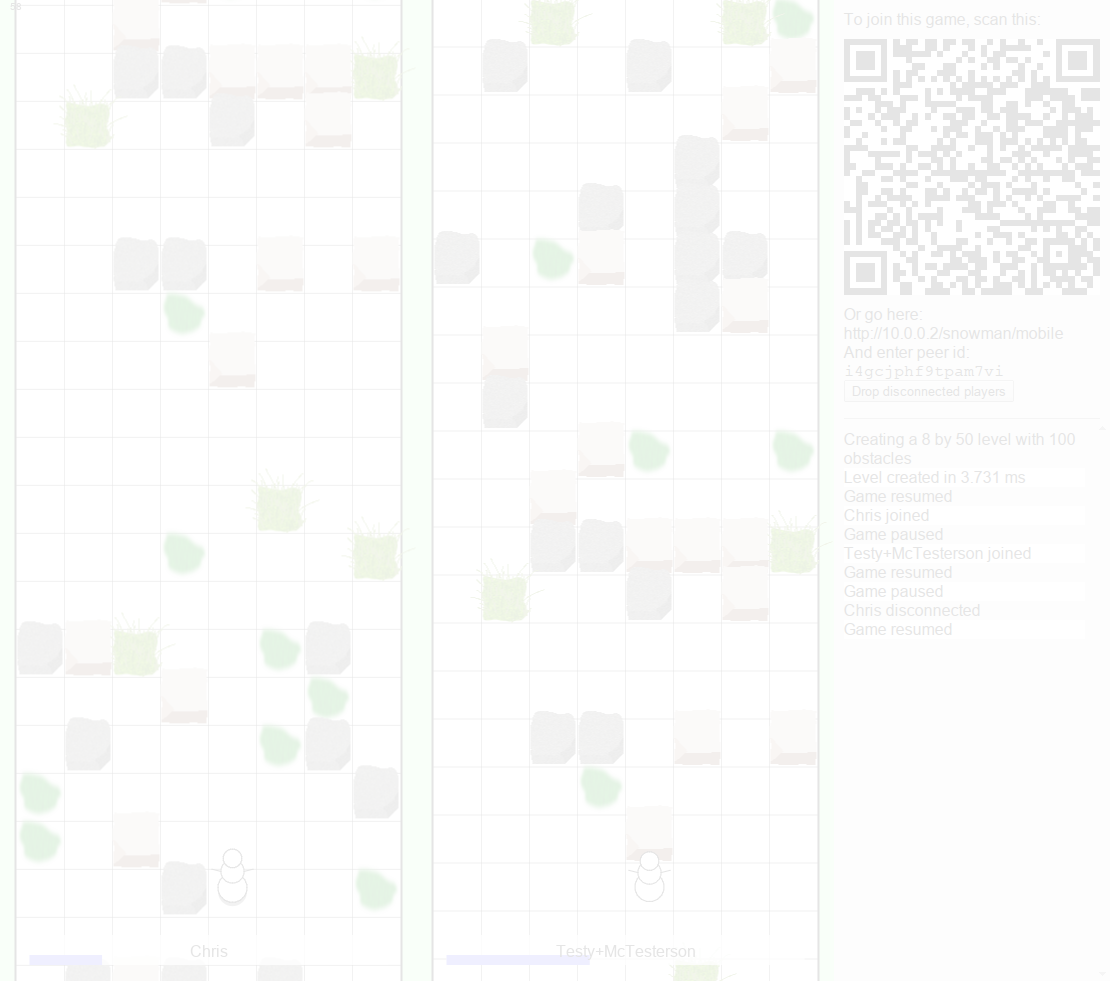 58
To join this game, scan this:
Or go here:
http://10.0.0.2/snowman/mobile
And enter peer id:
i4gcjphf9tpam7vi
Drop disconnected players
Creating a 8 by 50 level with 100
obstacles
Level created in 3.731 ms
Game resumed
Chris joined
Game paused
Testy+McTesterson joined
Game resumed
Game paused
Chris disconnected
Game resumed
Chris
Testy+McTesterson